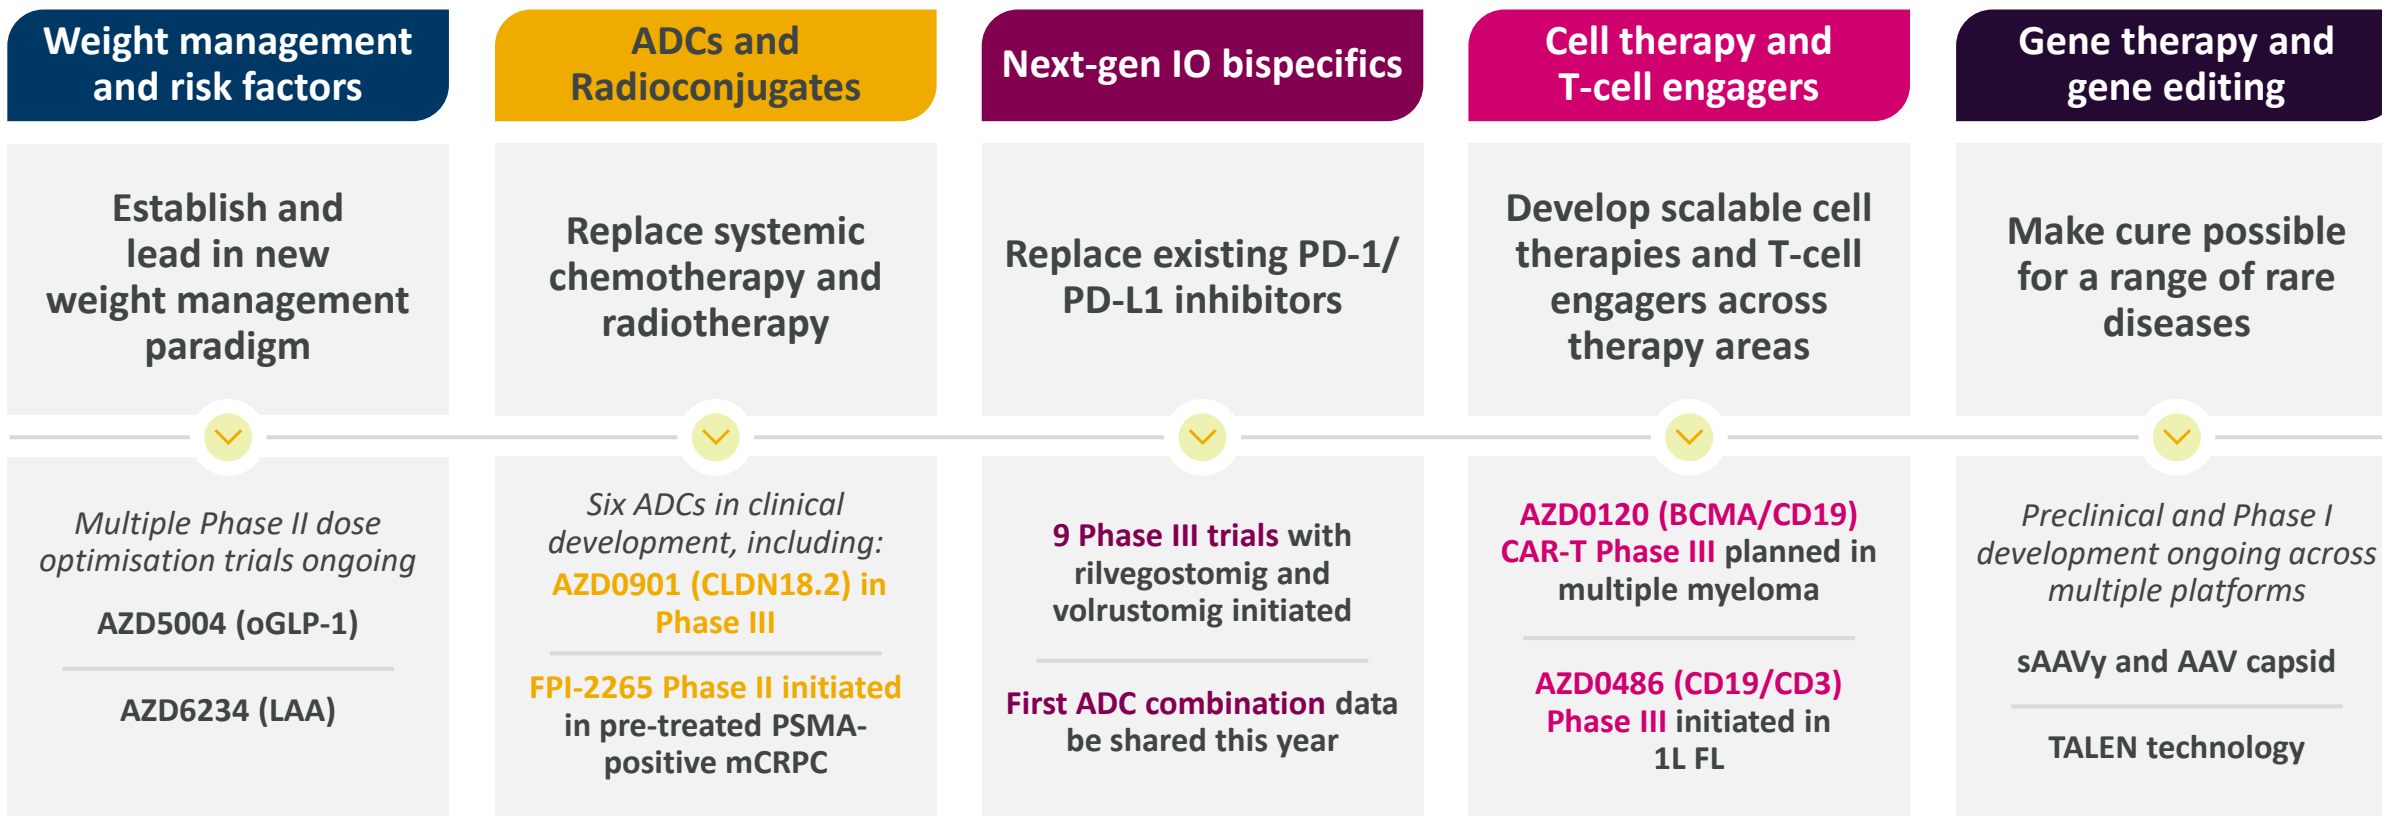 Weight management
and risk factors
Establish and
lead in new
weight management
paradigm
Multiple Phase II dose
optimisation trials ongoing
AZD5004 (oGLP-1)
AZD6234 (LAA)
ADCs and
Radioconjugates
Replace systemic
chemotherapy and
radiotherapy
Six ADCs in clinical
development, including:
AZD0901 (CLDN18.2) in
Phase III
FPI-2265 Phase II initiated
in pre-treated PSMA-
positive mCRPC
Next-gen IO bispecifics
Replace existing PD-1/
PD-L1 inhibitors
9 Phase III trials with
rilvegostomig and
volrustomig initiated
First ADC combination data
be shared this year
Cell therapy and
T-cell engagers
Develop scalable cell
therapies and T-cell
engagers across
therapy areas
AZD0120 (BCMA/CD19)
CAR-T Phase III planned in
multiple myeloma
AZD0486 (CD19/CD3)
Phase III initiated in
1L FL
Gene therapy and
gene editing
Make cure possible
for a range of rare
diseases
Preclinical and Phase I
development ongoing across
multiple platforms
sAAVy and AAV capsid
TALEN technology